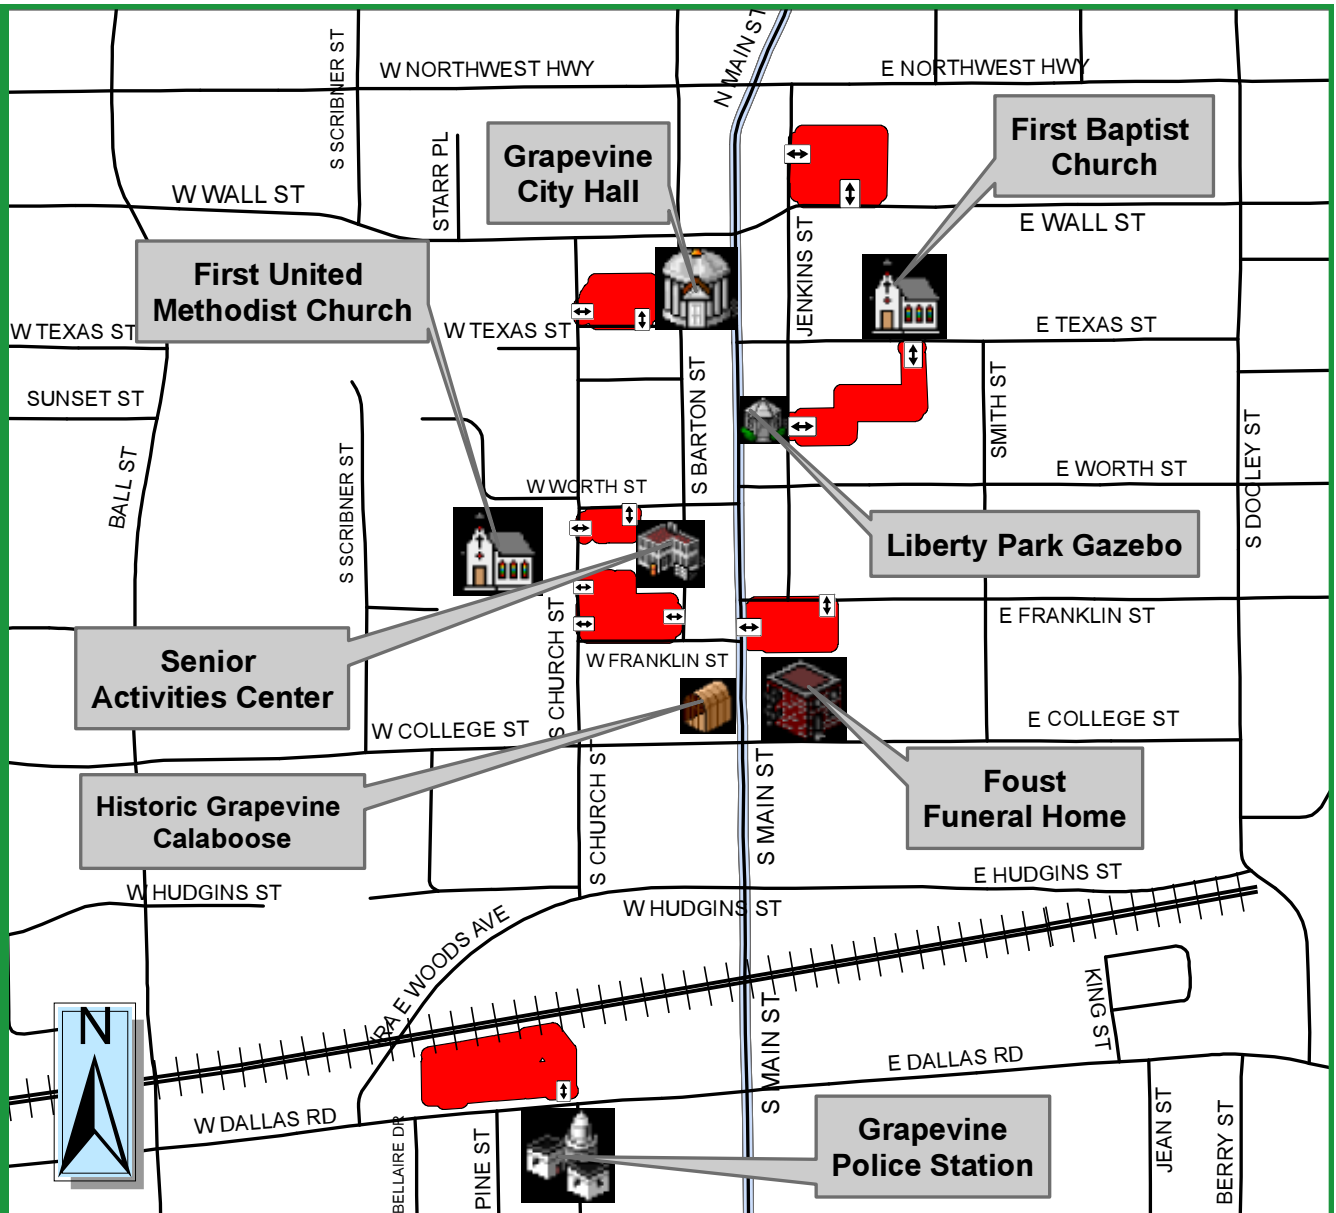 N MAIN ST
S SCRIBNER ST
W NORTHWEST HWY
E NORTHWEST HWY
STARR PL
Grapevine
City Hall
First Baptist
Church
W WALL ST
E WALL ST
JENKINS ST
First United
Methodist Church
W TEXAS ST
W TEXAS ST
E TEXAS ST
SUNSET ST
S BARTON ST
SMITH ST
BALL ST
S SCRIBNER ST
W WORTH ST
E WORTH ST
S DOOLEY ST
Liberty Park Gazebo
Senior
Activities Center
S CHURCH ST
W FRANKLIN ST
E FRANKLIN ST
W COLLEGE ST
E COLLEGE ST
Historic Grapevine
Calaboose
S CHURCH ST
S MAIN ST
Foust
Funeral Home
W HUDGINS ST
W HUDGINS ST
E HUDGINS ST
IRA E WOODS AVE
N
KING ST
S MAIN ST
E DALLAS RD
W DALLAS RD
BELLAIRE DR
PINE ST
Grapevine
Police Station
JEAN ST
BERRY ST